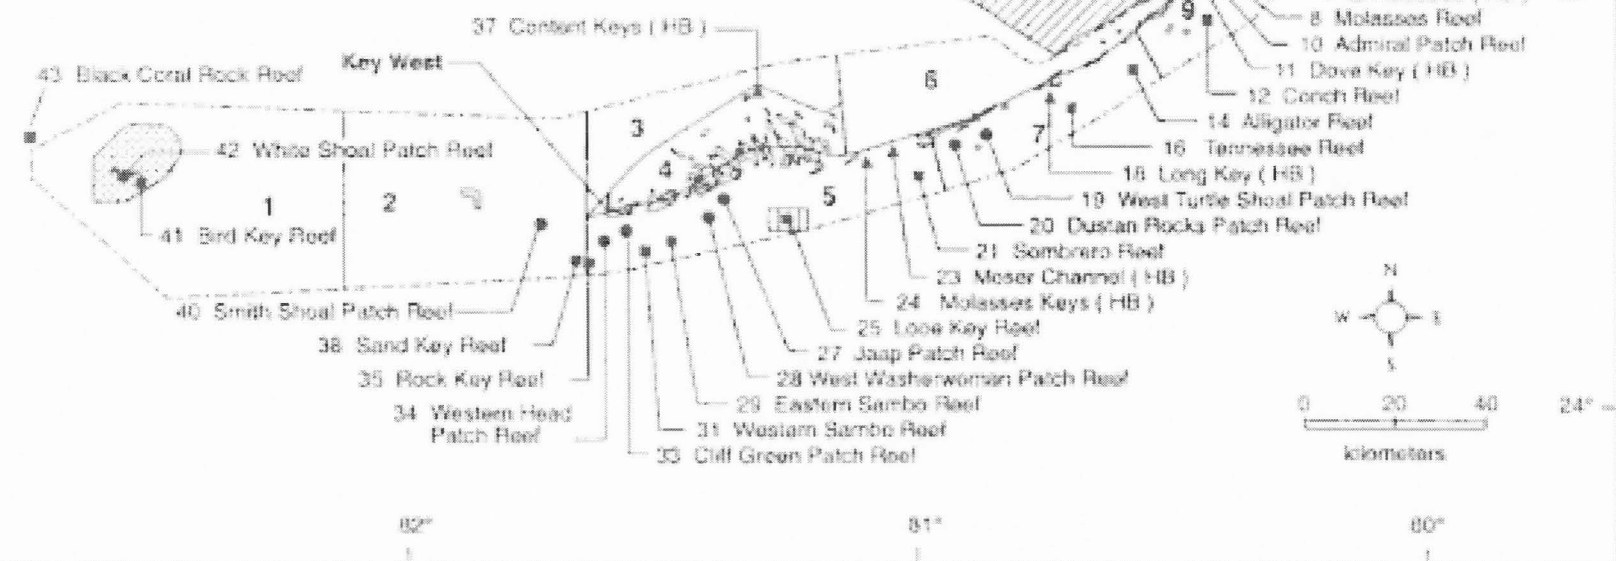 37 Content Keys ( HB )
8 Molasses Reef
9
10 Admiral Patch Reef
Key West
43 Black Coral Rock Reef
11 Dove Key ( HB )
6
12 Conch Reef
14 Alligator Reef
3
7
42 White Shoal Patch Reef
16 Tennessee Reef
4
18 Long Key ( HB )
5
19 West Turtle Shoal Patch Reef
1
2
20 Dustan Rocks Patch Reef
41 Bird Key Reef
21 Sombrero Reef
23 Moser Channel ( HB )
N
24 Molasses Keys ( HB )
40 Smith Shoal Patch Reef
W
E
25 Looe Key Reef
38 Sand Key Reef
27 Jaap Patch Reef
S
35 Rock Key Reef
28 West Washerwoman Patch Reef
29 Eastern Sambo Reef
0 20 40
24°
34 Western Head
Patch Reef
31 Western Sambo Reef
33 Cliff Green Patch Reef
kilometers
82°
81°
80°